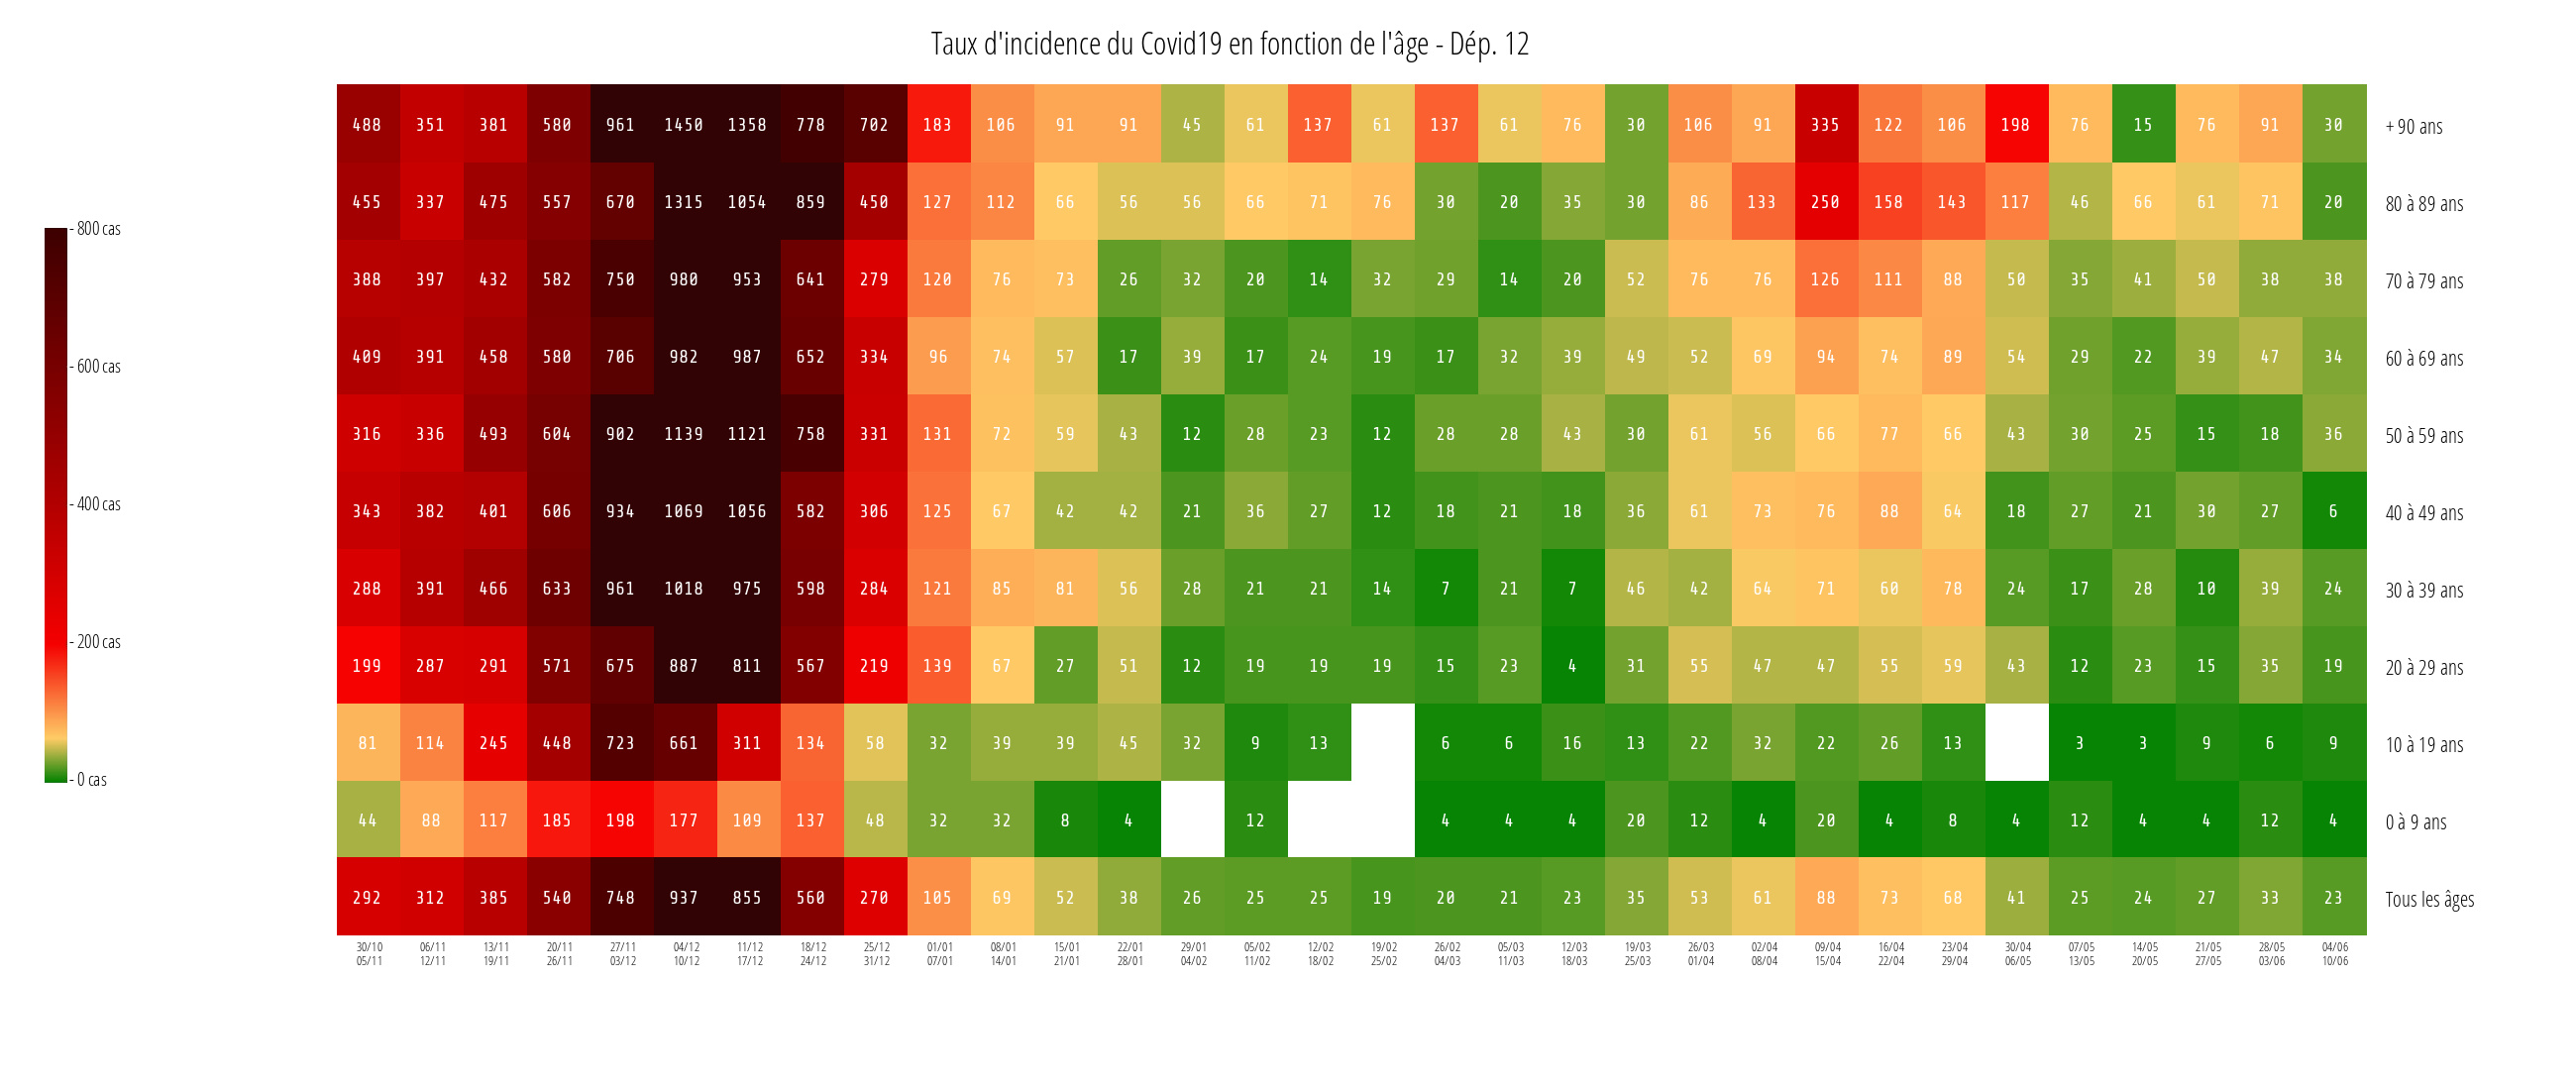 Taux d'incidence du Covid19 en fonction de l'âge - Dép. 12
- 800 cas
- 600 cas
- 400 cas
- 200 cas
- 0 cas
488 351 381 580 961 1450 1358 778 702 183 106 91 91 45 61 137 61 137 61 76 30 106 91 335 122 106 198 76 15 76 91 30 + 90 ans
455 337 475 557 670 1315 1054 859 450 127 112 66 56 56 66 71 76 30 20 35 30 86 133 250 158 143 117 46 66 61 71 20 80 à 89 ans
388 397 432 582 750 980 953 641 279 120 76 73 26 32 20 14 32 29 14 20 52 76 76 126 111 88 50 35 41 50 38 38 70 à 79 ans
409 391 458 580 706 982 987 652 334 96 74 57 17 39 17 24 19 17 32 39 49 52 69 94 74 89 54 29 22 39 47 34 60 à 69 ans
316 336 493 604 902 1139 1121 758 331 131 72 59 43 12 28 23 12 28 28 43 30 61 56 66 77 66 43 30 25 15 18 36 50 à 59 ans
343 382 401 606 934 1069 1056 582 306 125 67 42 42 21 36 27 12 18 21 18 36 61 73 76 88 64 18 27 21 30 27 6 40 à 49 ans
288 391 466 633 961 1018 975 598 284 121 85 81 56 28 21 21 14 7 21 7 46 42 64 71 60 78 24 17 28 10 39 24 30 à 39 ans
199 287 291 571 675 887 811 567 219 139 67 27 51 12 19 19 19 15 23 4 31 55 47 47 55 59 43 12 23 15 35 19 20 à 29 ans
81 114 245 448 723 661 311 134 58 32 39 39 45 32 9 13 6 6 16 13 22 32 22 26 13 3 3 9 6 9 10 à 19 ans
44 88 117 185 198 177 109 137 48 32 32 8 4 12 4 4 4 20 12 4 20 4 8 4 12 4 4 12 4 0 à 9 ans
292 312 385 540 748 937 855 560 270 105 69 52 38 26 25 25 19 20 21 23 35 53 61 88 73 68 41 25 24 27 33 23 Tous les âges
30/10 06/11 13/11 20/11 27/11 04/12 11/12 18/12 25/12 01/01 08/01 15/01 22/01 29/01 05/02 12/02 19/02 26/02 05/03 12/03 19/03 26/03 02/04 09/04 16/04 23/04 30/04 07/05 14/05 21/05 28/05 04/06
05/11 12/11 19/11 26/11 03/12 10/12 17/12 24/12 31/12 07/01 14/01 21/01 28/01 04/02 11/02 18/02 25/02 04/03 11/03 18/03 25/03 01/04 08/04 15/04 22/04 29/04 06/05 13/05 20/05 27/05 03/06 10/06